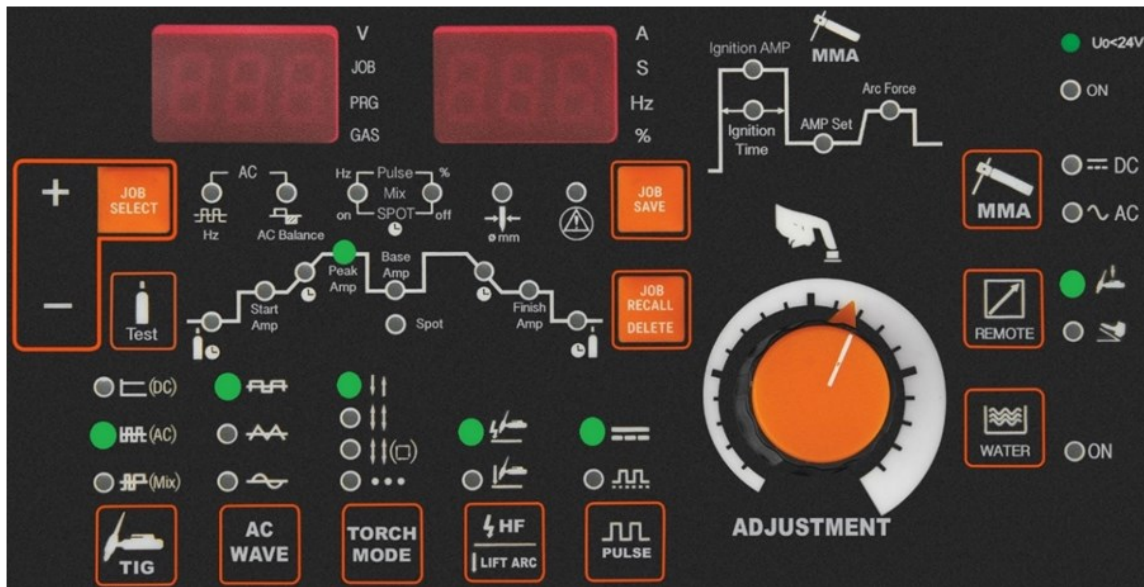 V
JOB
PRG
GAS
A
S
Hz
%
Ignition AMP
MMA
Ignition
Time
AMP Set
Arc Force
Uo<24V
ON
+
−
JOB
SELECT
AC
Hz
AC Balance
Hz
Pulse
%
Mix
on
SPOT
off
ø mm
JOB
SAVE
MMA
DC
AC
Test
Start
Amp
Peak
Amp
Base
Amp
Spot
Finish
Amp
JOB
RECALL
DELETE
REMOTE
(DC)
(AC)
(Mix)
WATER
ON
TIG
AC
WAVE
TORCH
MODE
HF
LIFT ARC
PULSE
ADJUSTMENT